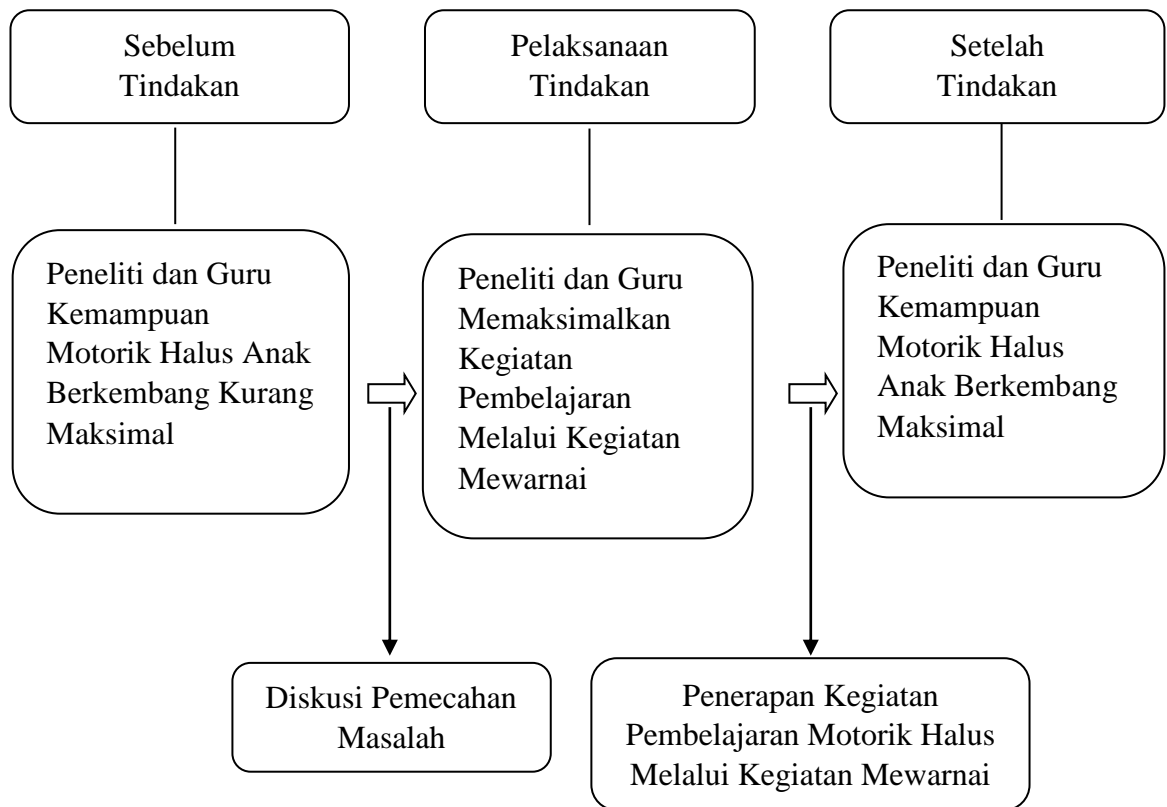 Sebelum
Tindakan
Pelaksanaan
Tindakan
Setelah
Tindakan
Peneliti dan Guru
Kemampuan
Motorik Halus Anak
Berkembang Kurang
Maksimal
Peneliti dan Guru
Memaksimalkan
Kegiatan
Pembelajaran
Melalui Kegiatan
Mewarnai
Peneliti dan Guru
Kemampuan
Motorik Halus
Anak Berkembang
Maksimal
Diskusi Pemecahan
Masalah
Penerapan Kegiatan
Pembelajaran Motorik Halus
Melalui Kegiatan Mewarnai